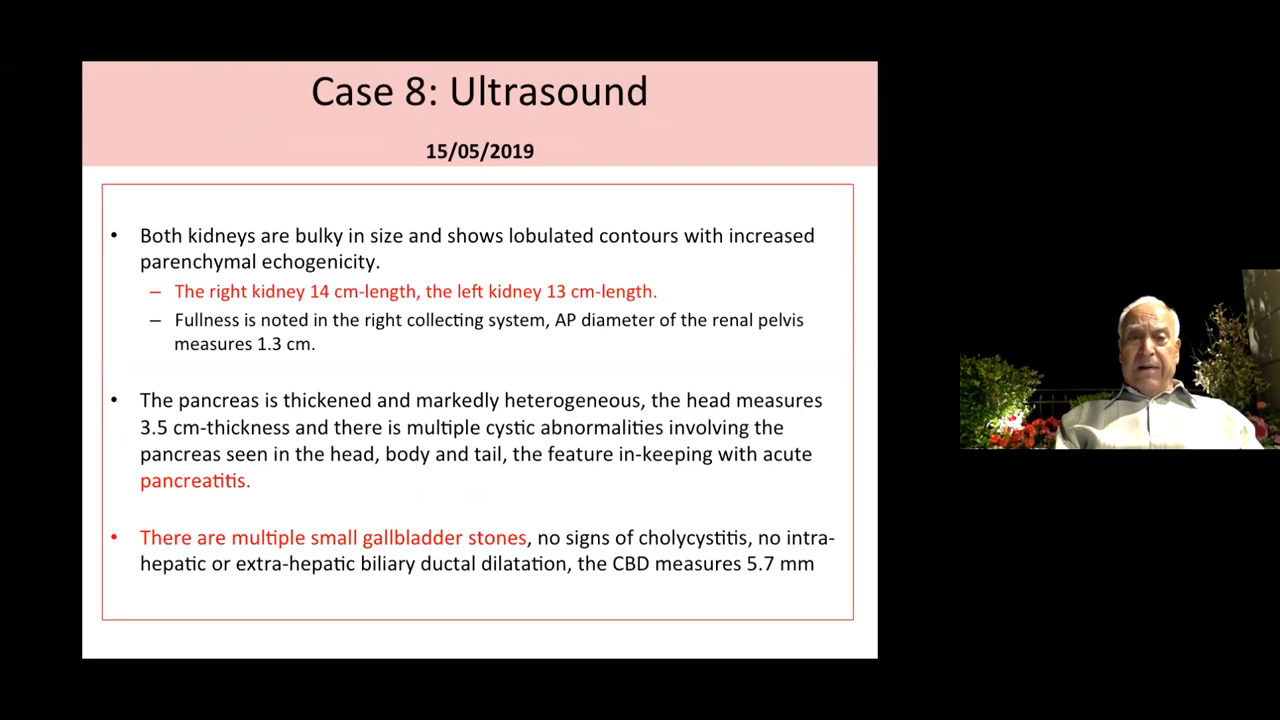 Case 8: Ultrasound
15/05/2019
• Both kidneys are bulky in size and shows lobulated contours with increased
parenchymal echogenicity.
– The right kidney 14 cm-length, the left kidney 13 cm-length.
– Fullness is noted in the right collecting system, AP diameter of the renal pelvis
measures 1.3 cm.
• The pancreas is thickened and markedly heterogeneous, the head measures
3.5 cm-thickness and there is multiple cystic abnormalities involving the
pancreas seen in the head, body and tail, the feature in-keeping with acute
pancreatitis.
• There are multiple small gallbladder stones, no signs of cholycystitis, no intra-
hepatic or extra-hepatic biliary ductal dilatation, the CBD measures 5.7 mm